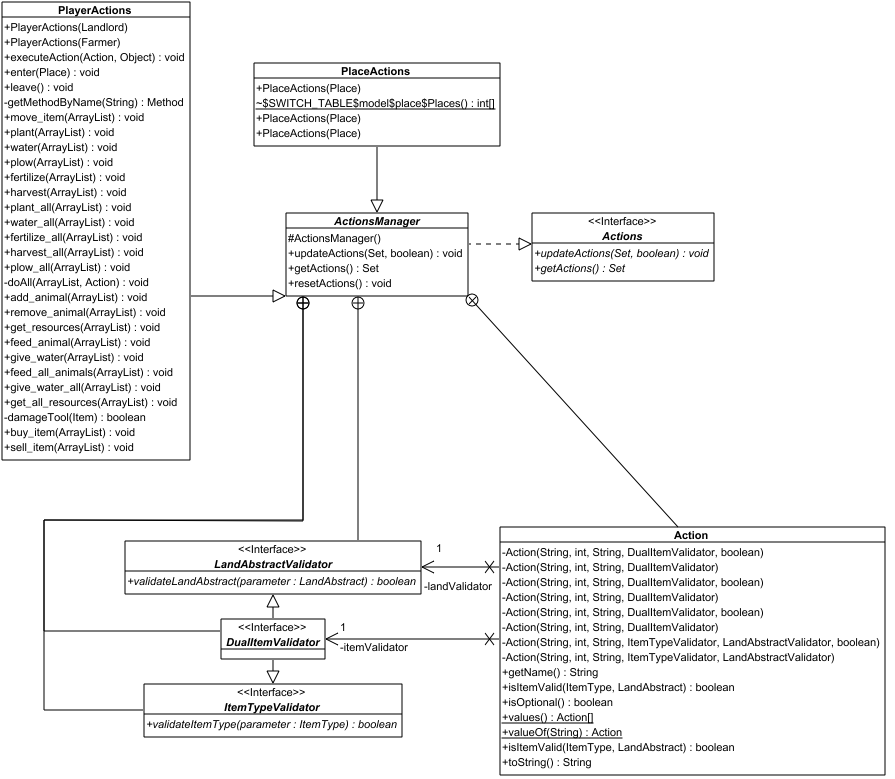 PlayerActions
+PlayerActions(Landlord)
+PlayerActions(Farmer)
+executeAction(Action, Object) : void
+enter(Place) : void
+leave() : void
-getMethodByName(String) : Method
+move_item(ArrayList) : void
+plant(ArrayList) : void
+water(ArrayList) : void
+plow(ArrayList) : void
+fertilize(ArrayList) : void
+harvest(ArrayList) : void
+plant_all(ArrayList) : void
+water_all(ArrayList) : void
+fertilize_all(ArrayList) : void
+harvest_all(ArrayList) : void
+plow_all(ArrayList) : void
-doAll(ArrayList, Action) : void
+add_animal(ArrayList) : void
+remove_animal(ArrayList) : void
+get_resources(ArrayList) : void
+feed_animal(ArrayList) : void
+give_water(ArrayList) : void
+feed_all_animals(ArrayList) : void
+give_water_all(ArrayList) : void
+get_all_resources(ArrayList) : void
-damageTool(Item) : boolean
+buy_item(ArrayList) : void
+sell_item(ArrayList) : void
PlaceActions
+PlaceActions(Place)
~$SWITCH_TABLE$model$place$Places() : int[]
+PlaceActions(Place)
+PlaceActions(Place)
ActionsManager
#ActionsManager()
+updateActions(Set, boolean) : void
+getActions() : Set
+resetActions() : void
<<Interface>>
Actions
+updateActions(Set, boolean) : void
+getActions() : Set
<<Interface>>
LandAbstractValidator
+validateLandAbstract(parameter : LandAbstract) : boolean
1
-landValidator
<<Interface>>
DualItemValidator
1
-itemValidator
<<Interface>>
ItemTypeValidator
+validateItemType(parameter : ItemType) : boolean
Action
-Action(String, int, String, DualItemValidator, boolean)
-Action(String, int, String, DualItemValidator)
-Action(String, int, String, DualItemValidator, boolean)
-Action(String, int, String, DualItemValidator)
-Action(String, int, String, DualItemValidator, boolean)
-Action(String, int, String, DualItemValidator)
-Action(String, int, String, ItemTypeValidator, LandAbstractValidator, boolean)
-Action(String, int, String, ItemTypeValidator, LandAbstractValidator)
+getName() : String
+isItemValid(ItemType, LandAbstract) : boolean
+isOptional() : boolean
+values() : Action[]
+valueOf(String) : Action
+isItemValid(ItemType, LandAbstract) : boolean
+toString() : String